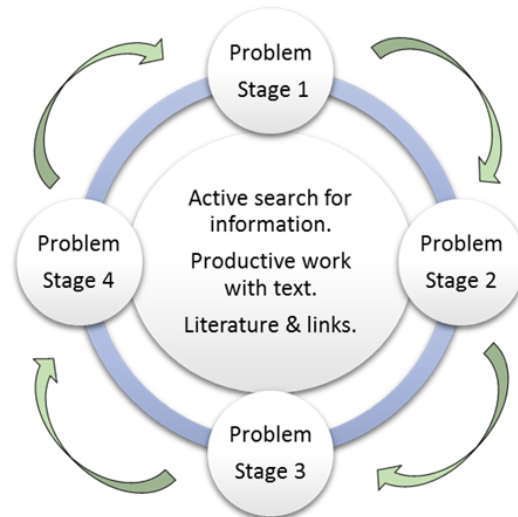 Problem
Stage 1
Active search for
information.
Productive work
with text.
Literature & links.
Problem
Stage 2
Problem
Stage 3
Problem
Stage 4